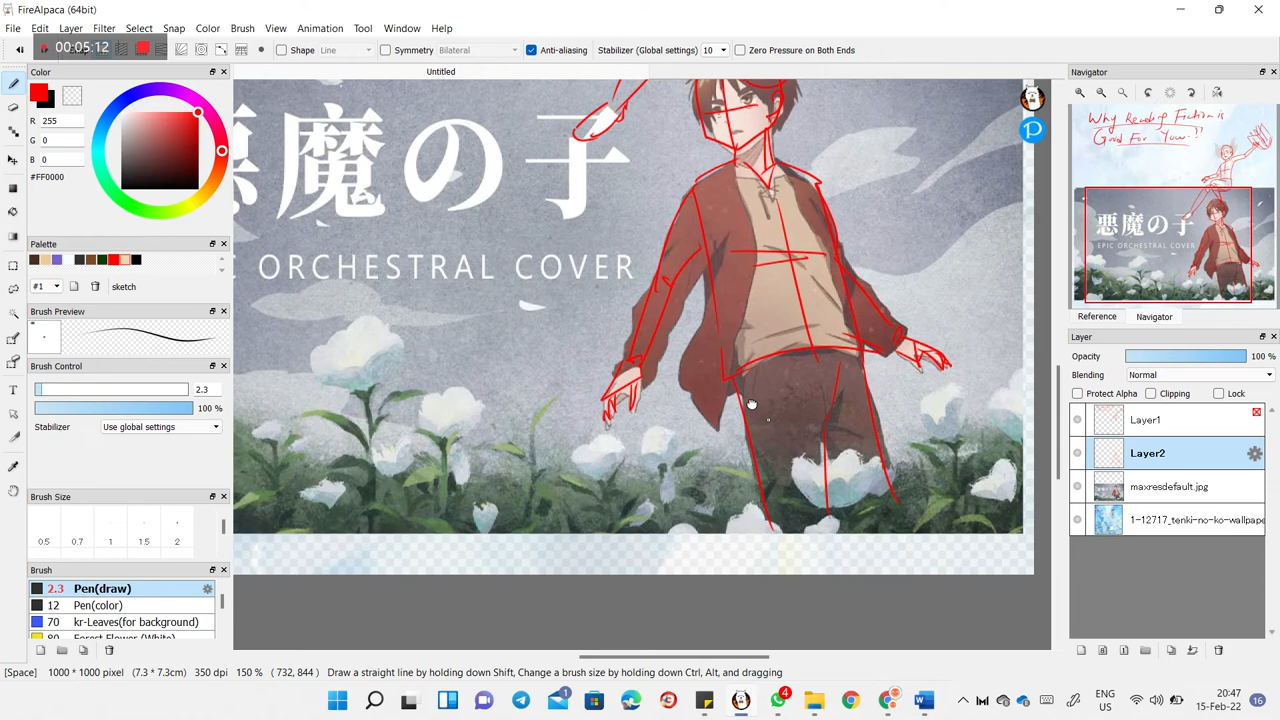 FireAlpaca (64bit)
File Edit Layer Filter Select Snap Color Brush View Animation Tool Window Help
00:05:12 Shape Line Symmetry Bilateral Anti-aliasing Stabilizer (Global settings) 10 Zero Pressure on Both Ends
Color
Untitled
Navigator
R 255
G 0
B 0
#FF0000
Why Reading Fiction is
Good For You??
悪魔の子
EPIC ORCHESTRAL COVER
悪魔の子
C ORCHESTRAL COVER
Palette
#1 sketch
Brush Preview
Reference Navigator
Layer
Opacity 100 %
Blending Normal
Protect Alpha Clipping Lock
Brush Control
2.3
100 %
Stabilizer Use global settings
Layer1
Layer2
maxresdefault.jpg
1-12717_tenki-no-ko-wallpape
Brush Size
0.5 0.7 1 1.5 2
Brush
2.3 Pen(draw)
12 Pen(color)
70 kr-Leaves(for background)
80 Forest Flower (White)
[Space] 1000 * 1000 pixel (7.3 * 7.3cm) 350 dpi 150 % ( 732, 844 ) Draw a straight line by holding down Shift, Change a brush size by holding down Ctrl, Alt, and dragging
1
4
ENG
US
20:47
15-Feb-22
16